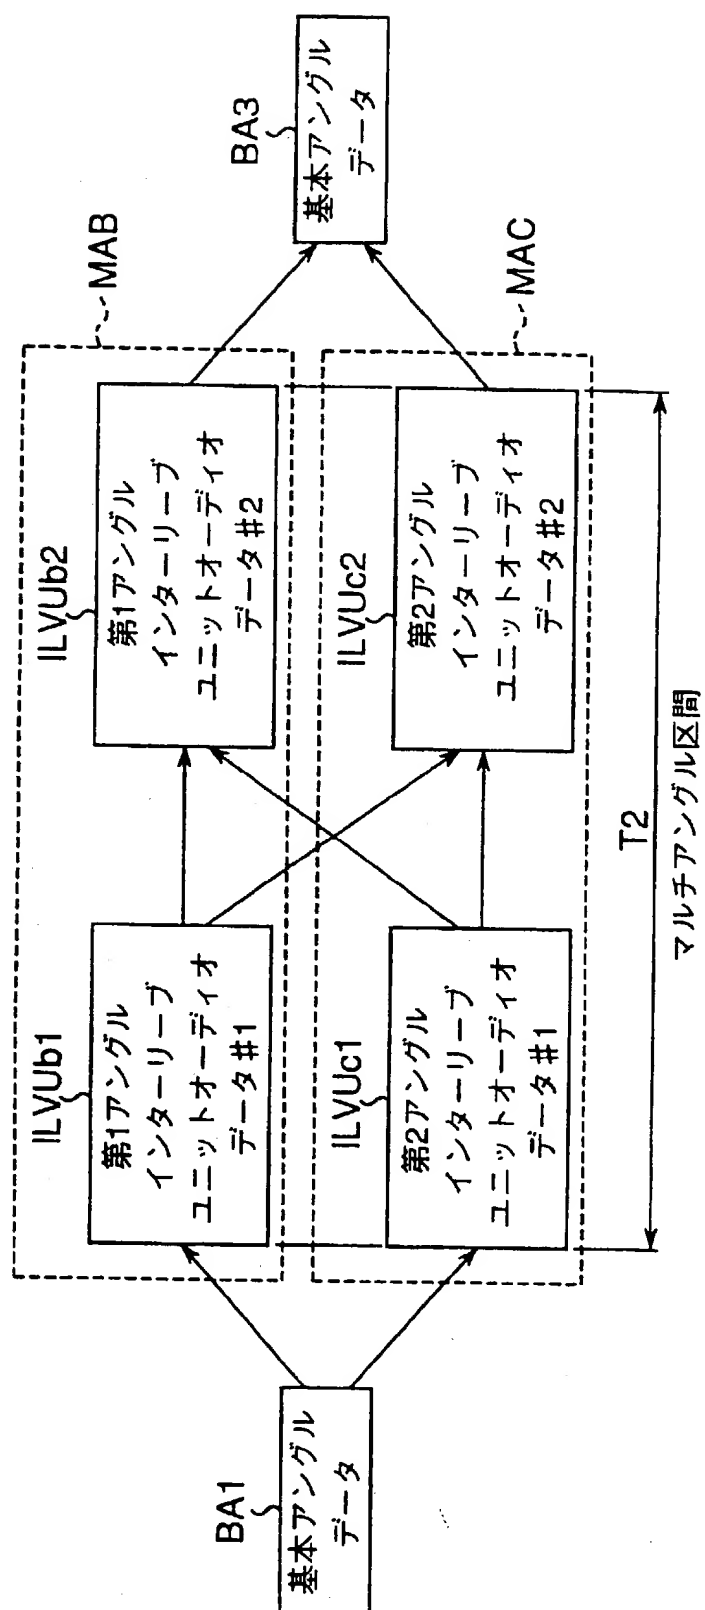 BA1
基本アングル
データ
MAB
ILVUb1
第1アングル
インターリーブ
ユニットオーディオ
データ#1
ILVUb2
第1アングル
インターリーブ
ユニットオーディオ
データ#2
MAC
ILVUc1
第2アングル
インターリーブ
ユニットオーディオ
データ#1
ILVUc2
第2アングル
インターリーブ
ユニットオーディオ
データ#2
BA3
基本アングル
データ
T2
マルチアングル区間